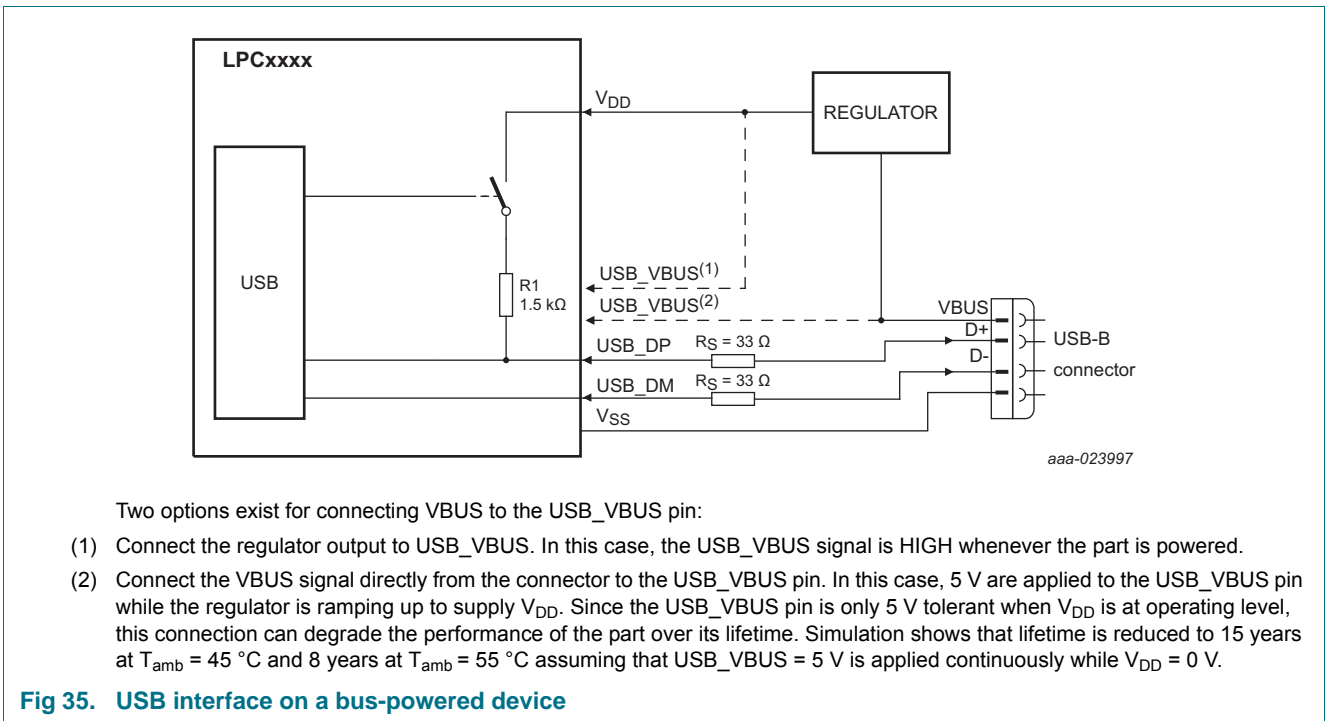 LPCxxxx
VDD
REGULATOR
USB
R1
1.5 kΩ
USB_VBUS(1)
USB_VBUS(2)
VBUS
D+
USB-B
USB_DP
RS = 33 Ω
D-
connector
USB_DM
RS = 33 Ω
VSS
aaa-023997
Two options exist for connecting VBUS to the USB_VBUS pin:
(1) Connect the regulator output to USB_VBUS. In this case, the USB_VBUS signal is HIGH whenever the part is powered.
(2) Connect the VBUS signal directly from the connector to the USB_VBUS pin. In this case, 5 V are applied to the USB_VBUS pin
while the regulator is ramping up to supply VDD. Since the USB_VBUS pin is only 5 V tolerant when VDD is at operating level,
this connection can degrade the performance of the part over its lifetime. Simulation shows that lifetime is reduced to 15 years
at Tamb = 45 °C and 8 years at Tamb = 55 °C assuming that USB_VBUS = 5 V is applied continuously while VDD = 0 V.
Fig 35. USB interface on a bus-powered device